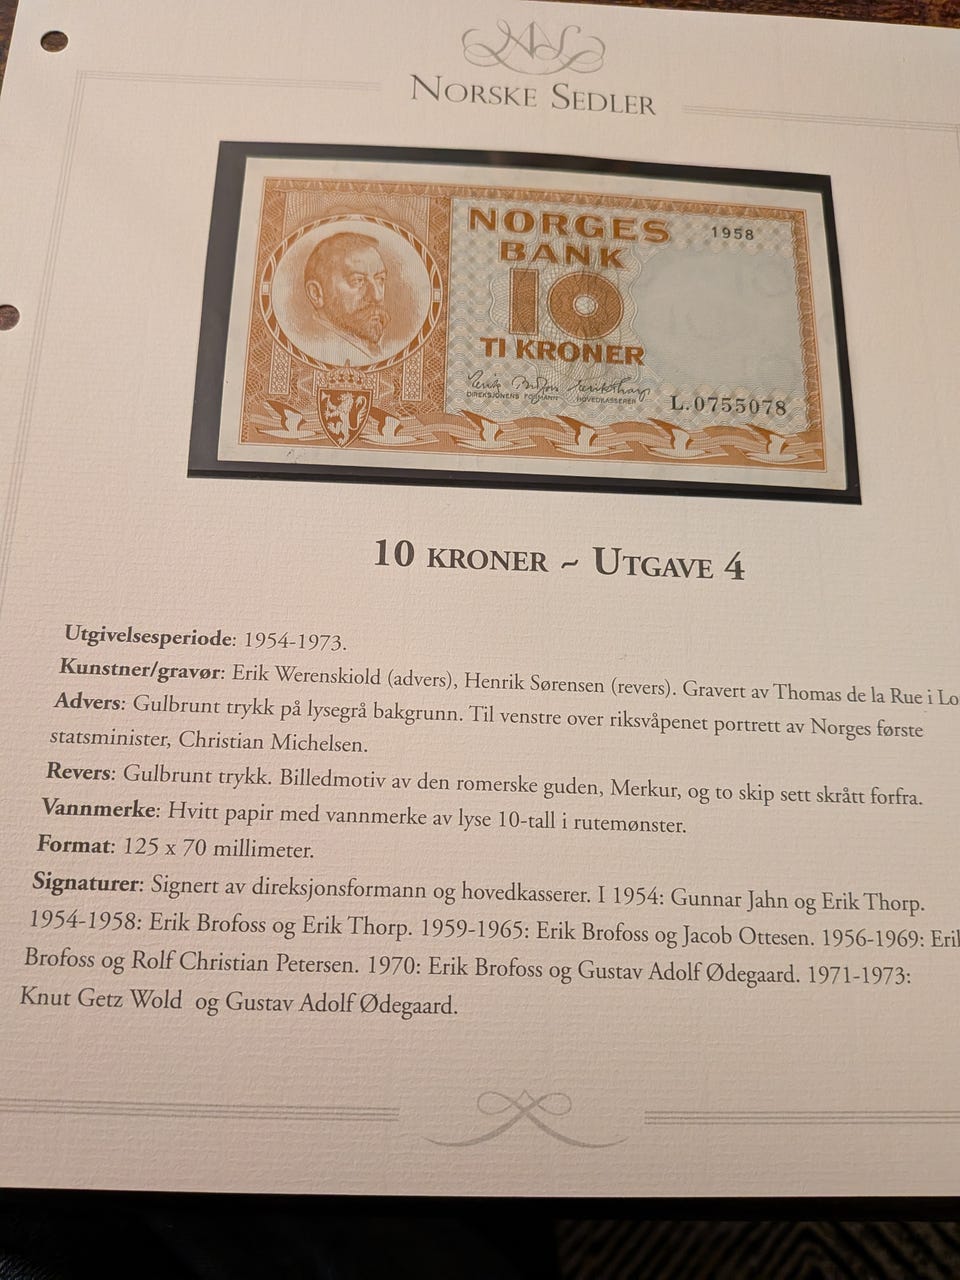 NORSKE SEDLER
NORGES
BANK
1958
10
TI KRONER
DIREKSJONENS FORMANN HOVEDKASSERER
L.0755078
10 KRONER ~ UTGAVE 4
Utgivelsesperiode: 1954-1973.
Kunstner/gravør: Erik Werenskiold (advers), Henrik Sørensen (revers). Gravert av Thomas de la Rue i Lo
Advers: Gulbrunt trykk på lysegrå bakgrunn. Til venstre over riksvåpenet portrett av Norges første
statsminister, Christian Michelsen.
Revers: Gulbrunt trykk. Billedmotiv av den romerske guden, Merkur, og to skip sett skrått forfra.
Vannmerke: Hvitt papir med vannmerke av lyse 10-tall i rutemønster.
Format: 125 x 70 millimeter.
Signaturer: Signert av direksjonsformann og hovedkasserer. I 1954: Gunnar Jahn og Erik Thorp.
1954-1958: Erik Brofoss og Erik Thorp. 1959-1965: Erik Brofoss og Jacob Ottesen. 1956-1969: Eril
Brofoss og Rolf Christian Petersen. 1970: Erik Brofoss og Gustav Adolf Ødegaard. 1971-1973:
Knut Getz Wold og Gustav Adolf Ødegaard.